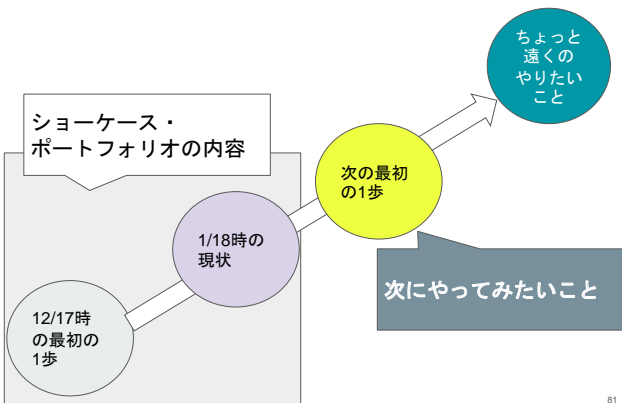 ちょっと
遠くの
やりたい
こと
ショーケース・
ポートフォリオの内容
次の最初
の1歩
1/18時の
現状
次にやってみたいこと
12/17時
の最初の
1歩
81